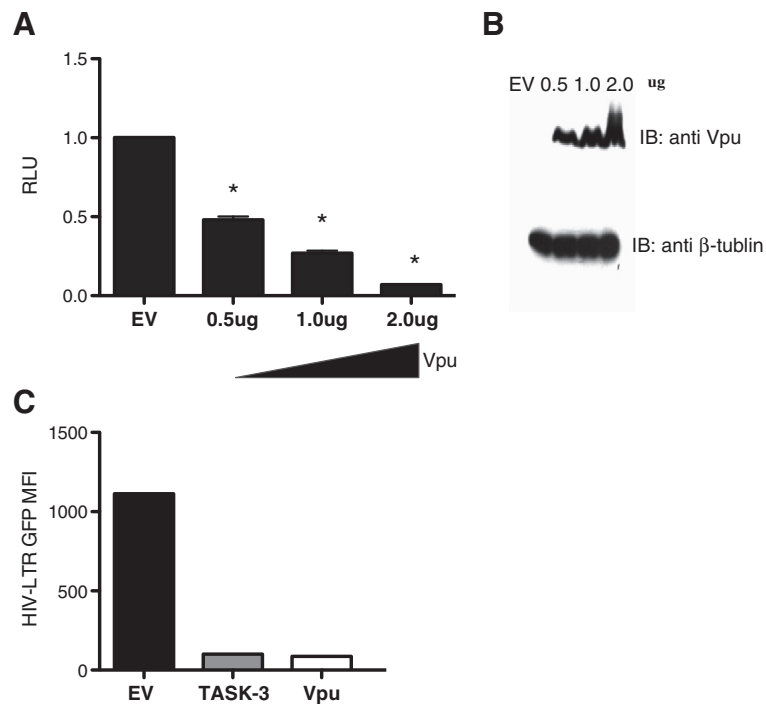 A
1.5
1.0
0.5
0.0
RLU
*
*
*
EV 0.5ug 1.0ug 2.0ug
Vpu
B
EV 0.5 1.0 2.0 ug
IB: anti Vpu
IB: anti β-tublin
C
1500
1000
500
0
HIV-LTR GFP MFI
EV TASK-3 Vpu